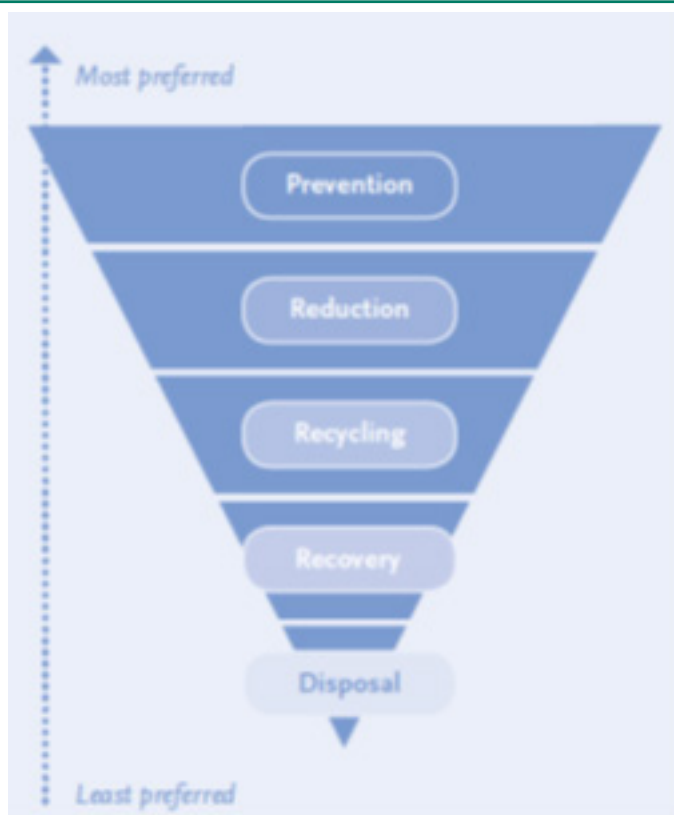 Most preferred
Prevention
Reduction
Recycling
Recovery
Disposal
Least preferred